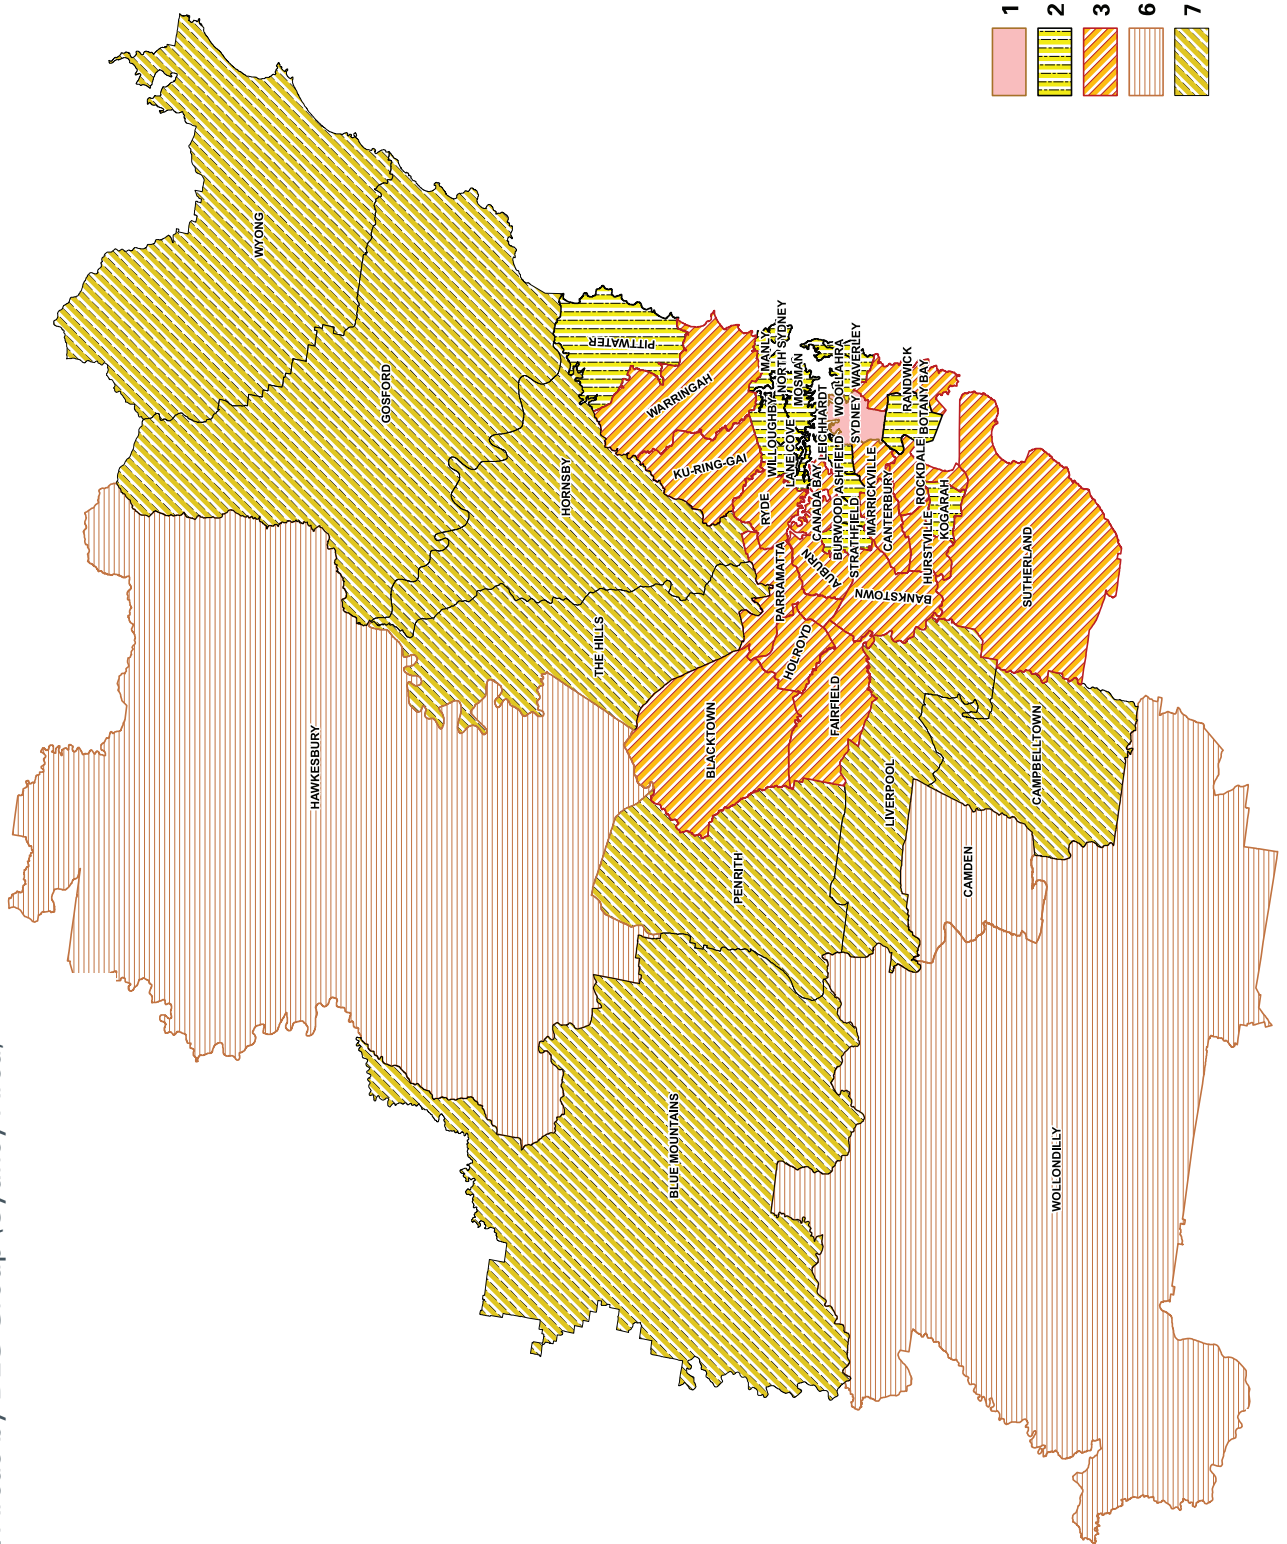 1
2
3
6
7
WYONG
GOSFORD
PITTWATER
HORNSBY
WARRINGAH
KU-RING-GAI
MANLY
NORTH SYDNEY
WILLOUGHBY
MOSMAN
LANE COVE
RYDE
WOOLLAHRA
WAVERLEY
LEICHHARDT
SYDNEY
CANADA BAY
ASHFIELD
BURWOOD
STRATHFIELD
MARRICKVILLE
CANTERBURY
RANDWICK
BOTANY BAY
ROCKDALE
KOGARAH
HURSTVILLE
AUBURN
PARRAMATTA
BANKSTOWN
SUTHERLAND
THE HILLS
HOLROYD
FAIRFIELD
BLACKTOWN
HAWKESBURY
LIVERPOOL
CAMPBELLTOWN
PENRITH
CAMDEN
BLUE MOUNTAINS
WOLLONDILLY